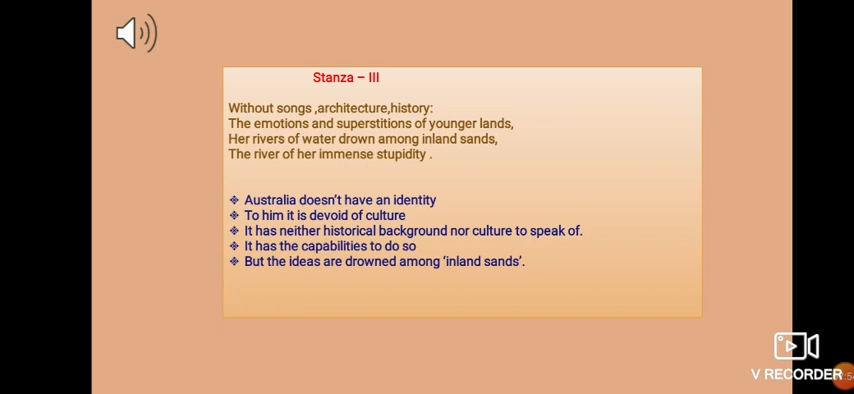 Stanza – III
Without songs ,architecture,history:
The emotions and superstitions of younger lands,
Her rivers of water drown among inland sands,
The river of her immense stupidity .
❖ Australia doesn't have an identity
❖ To him it is devoid of culture
❖ It has neither historical background nor culture to speak of.
❖ It has the capabilities to do so
❖ But the ideas are drowned among 'inland sands'.
V RECORDER